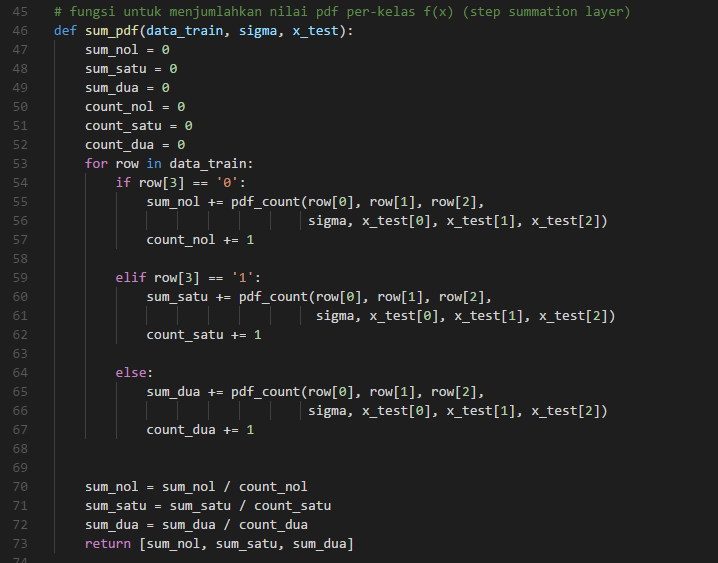 45 # fungsi untuk menjumlahkan nilai pdf per-kelas f(x) (step summation layer)
46 def sum_pdf(data_train, sigma, x_test):
47     sum_nol = 0
48     sum_satu = 0
49     sum_dua = 0
50     count_nol = 0
51     count_satu = 0
52     count_dua = 0
53     for row in data_train:
54         if row[3] == '0':
55             sum_nol += pdf_count(row[0], row[1], row[2],
56                                  sigma, x_test[0], x_test[1], x_test[2])
57             count_nol += 1
58
59         elif row[3] == '1':
60             sum_satu += pdf_count(row[0], row[1], row[2],
61                                   sigma, x_test[0], x_test[1], x_test[2])
62             count_satu += 1
63
64         else:
65             sum_dua += pdf_count(row[0], row[1], row[2],
66                                  sigma, x_test[0], x_test[1], x_test[2])
67             count_dua += 1
68
69
70     sum_nol = sum_nol / count_nol
71     sum_satu = sum_satu / count_satu
72     sum_dua = sum_dua / count_dua
73     return [sum_nol, sum_satu, sum_dua]
74